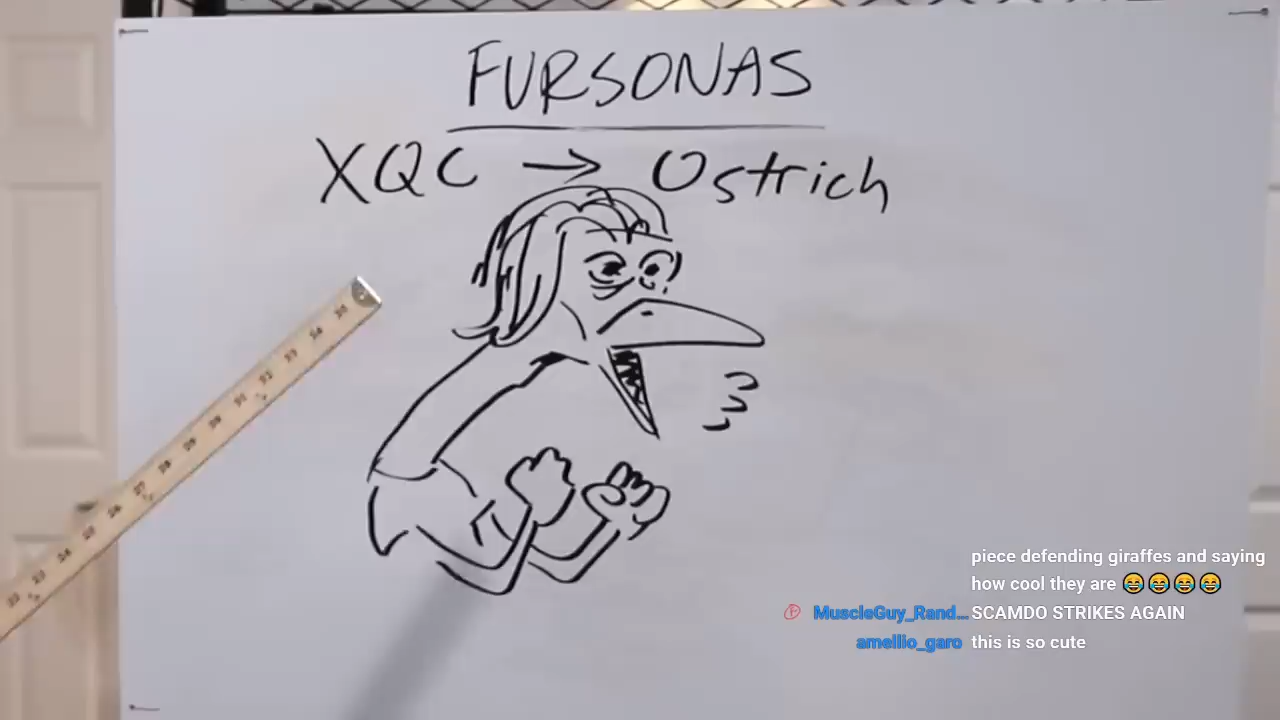 FURSONAS
XQC → Ostrich
piece defending giraffes and saying
how cool they are 😂😂😂😂
MuscleGuy_Rand... SCAMDO STRIKES AGAIN
amellio_garo this is so cute